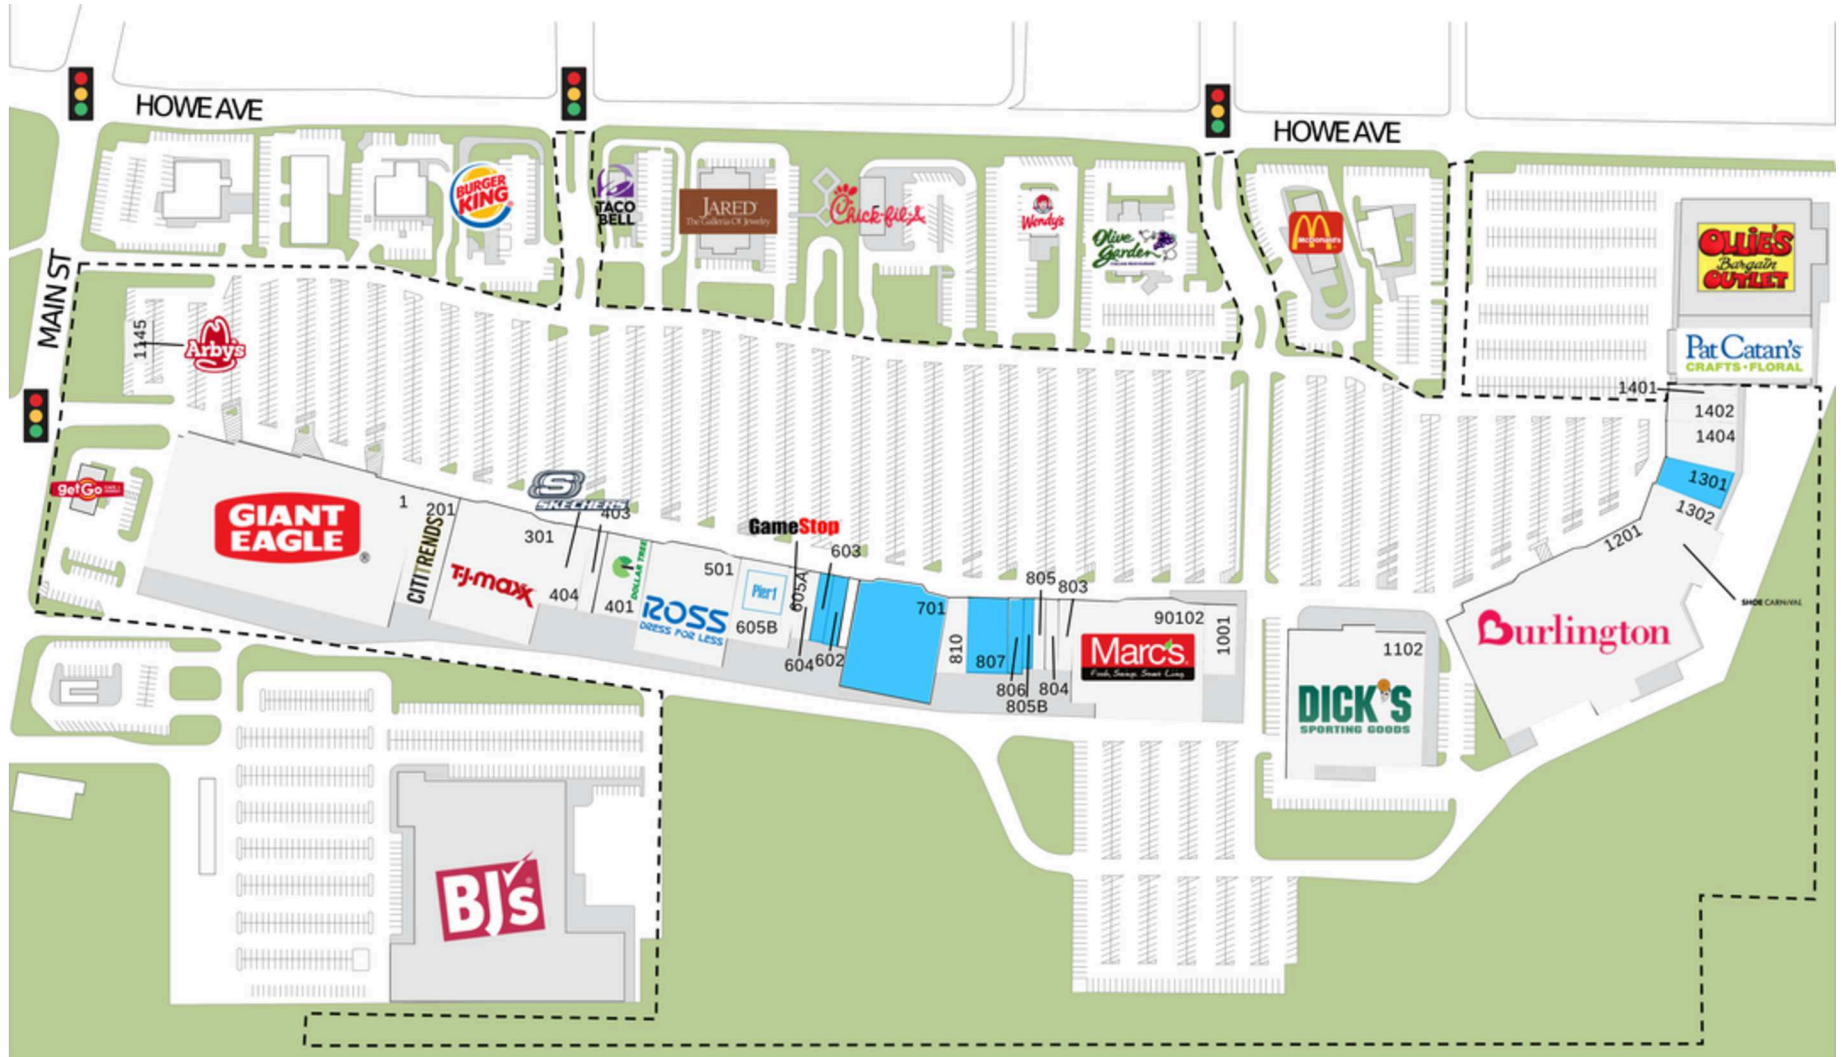 HOWE AVE
HOWE AVE
MAIN ST
BURGER
KING
TACO
BELL
JARED
The Galleria Of Jewelry
Chick-fil-A
Wendy's
Olive
Garden
McDonald's
OLLIE'S
Bargain
OUTLET
Pat Catan's
CRAFTS • FLORAL
1145
Arby's
1401
1402
1404
1301
1302
1201
getGo
GIANT
EAGLE
1
201
CITITRENDS
T.J.maxx
301
SKECHERS
403
404
401
DOLLAR TREE
501
ROSS
DRESS FOR LESS
Pier1
605B
GameStop
605A
603
604
602
701
810
807
806
805B
805
803
804
90102
Marc's
1001
1102
DICK'S
SPORTING GOODS
Burlington
SHOE CARNIVAL
BJ's